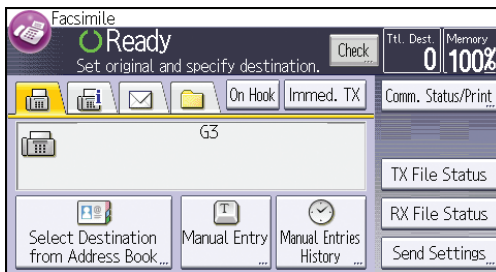 Facsimile
Ready
Set original and specify destination.
Check
Ttl. Dest.
0
Memory
100%
On Hook
Immed. TX
Comm. Status/Print
G3
TX File Status
RX File Status
Select Destination
from Address Book
T
Manual Entry
Manual Entries
History
Send Settings